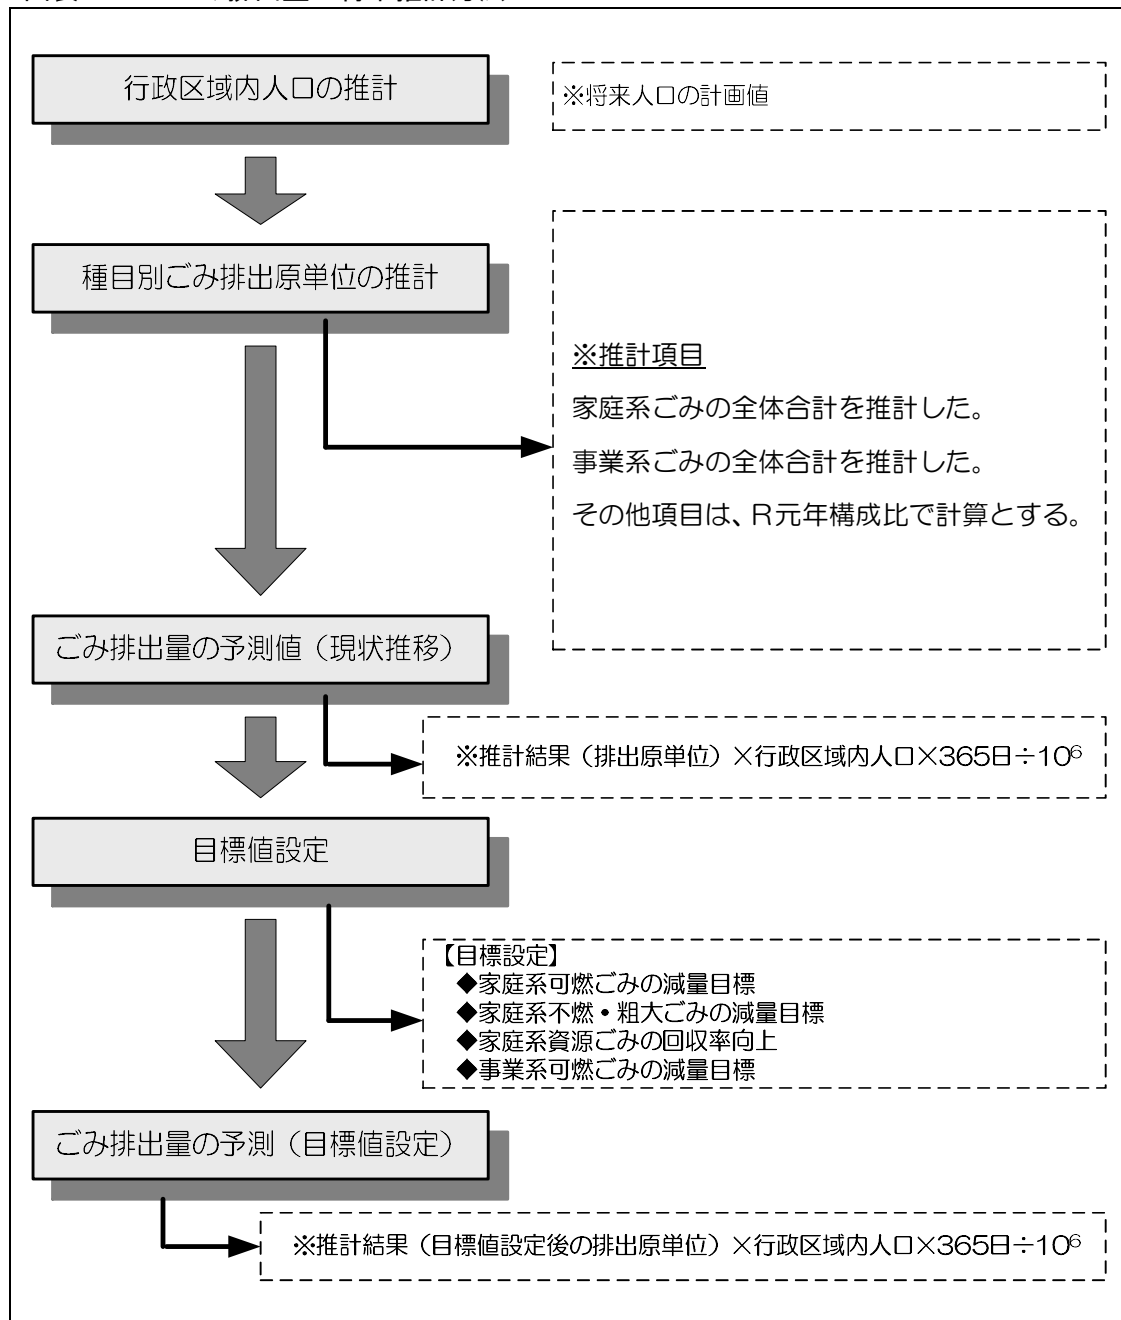 行政区域内人口の推計
※将来人口の計画値
種目別ごみ排出原単位の推計
※推計項目
家庭系ごみの全体合計を推計した。
事業系ごみの全体合計を推計した。
その他項目は、R元年構成比で計算とする。
ごみ排出量の予測値（現状推移）
※推計結果（排出原単位）×行政区域内人口×365日÷10⁶
目標値設定
【目標設定】
◆家庭系可燃ごみの減量目標
◆家庭系不燃・粗大ごみの減量目標
◆家庭系資源ごみの回収率向上
◆事業系可燃ごみの減量目標
ごみ排出量の予測（目標値設定）
※推計結果（目標値設定後の排出原単位）×行政区域内人口×365日÷10⁶